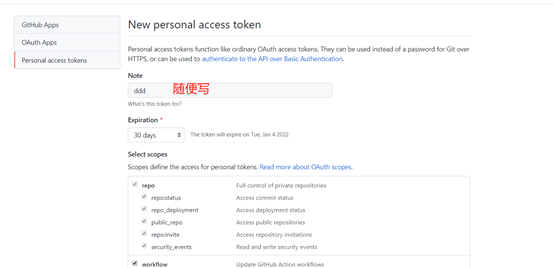 GitHub Apps
OAuth Apps
Personal access tokens
New personal access token
Personal access tokens function like ordinary OAuth access tokens. They can be used instead of a password for Git over
HTTPS, or can be used to authenticate to the API over Basic Authentication.
Note
ddd 随便写
What's this token for?
Expiration *
30 days The token will expire on Tue, Jan 4 2022
Select scopes
Scopes define the access for personal tokens. Read more about OAuth scopes.
repo Full control of private repositories
repo:status Access commit status
repo_deployment Access deployment status
public_repo Access public repositories
repo:invite Access repository invitations
security_events Read and write security events
workflow Update GitHub Action workflows